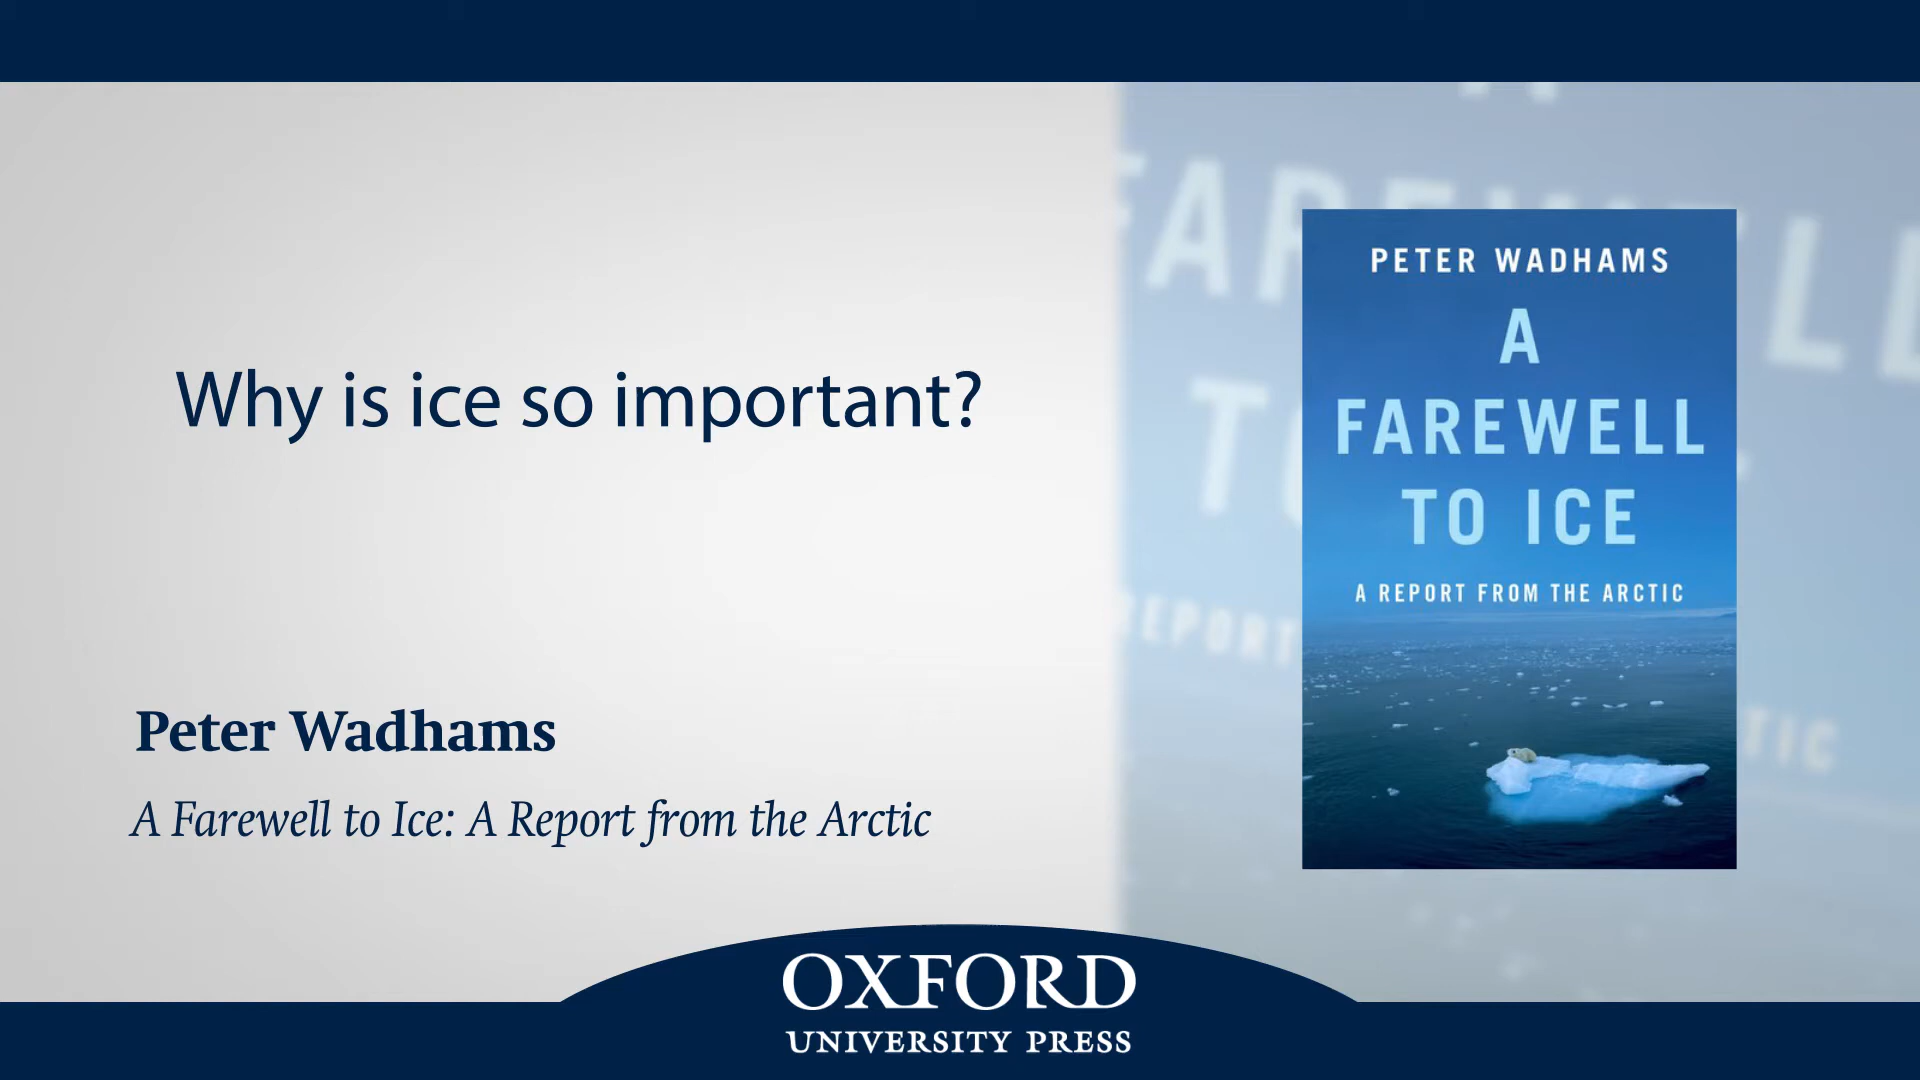 Why is ice so important?
Peter Wadhams
A Farewell to Ice: A Report from the Arctic
PETER WADHAMS
A
FAREWELL
TO ICE
A REPORT FROM THE ARCTIC
OXFORD
UNIVERSITY PRESS